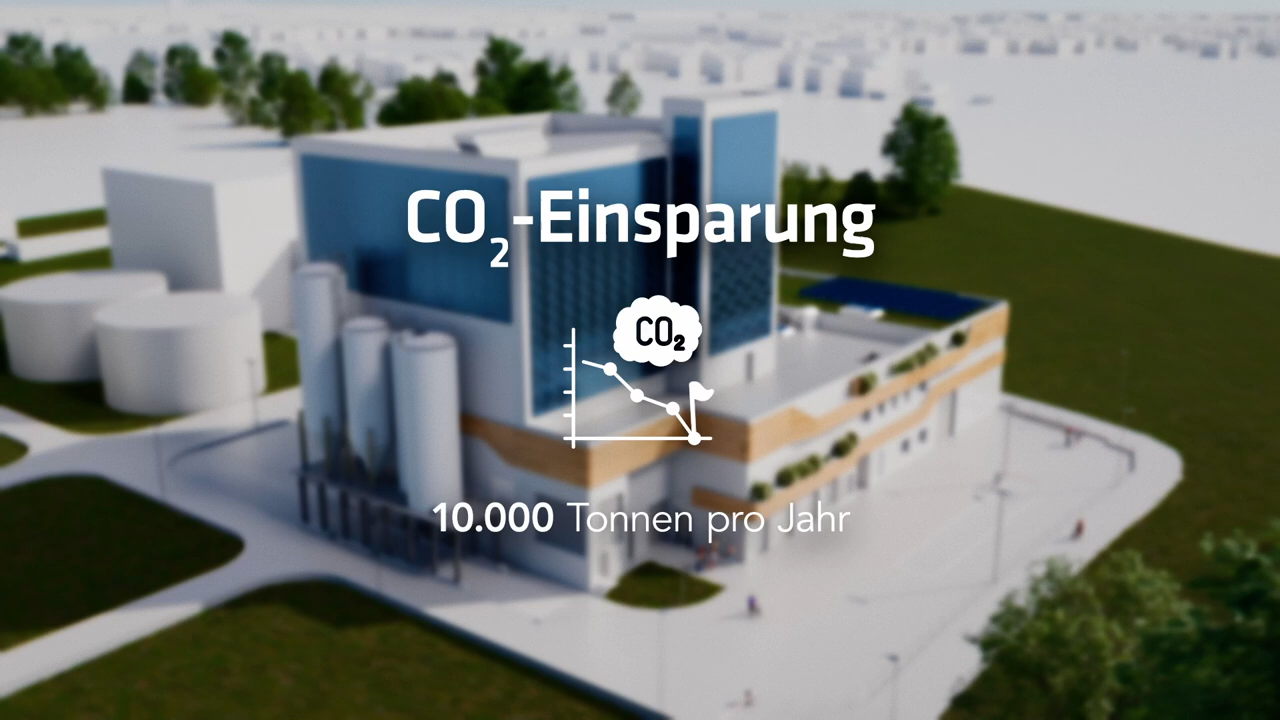 CO₂-Einsparung
CO₂
10.000 Tonnen pro Jahr